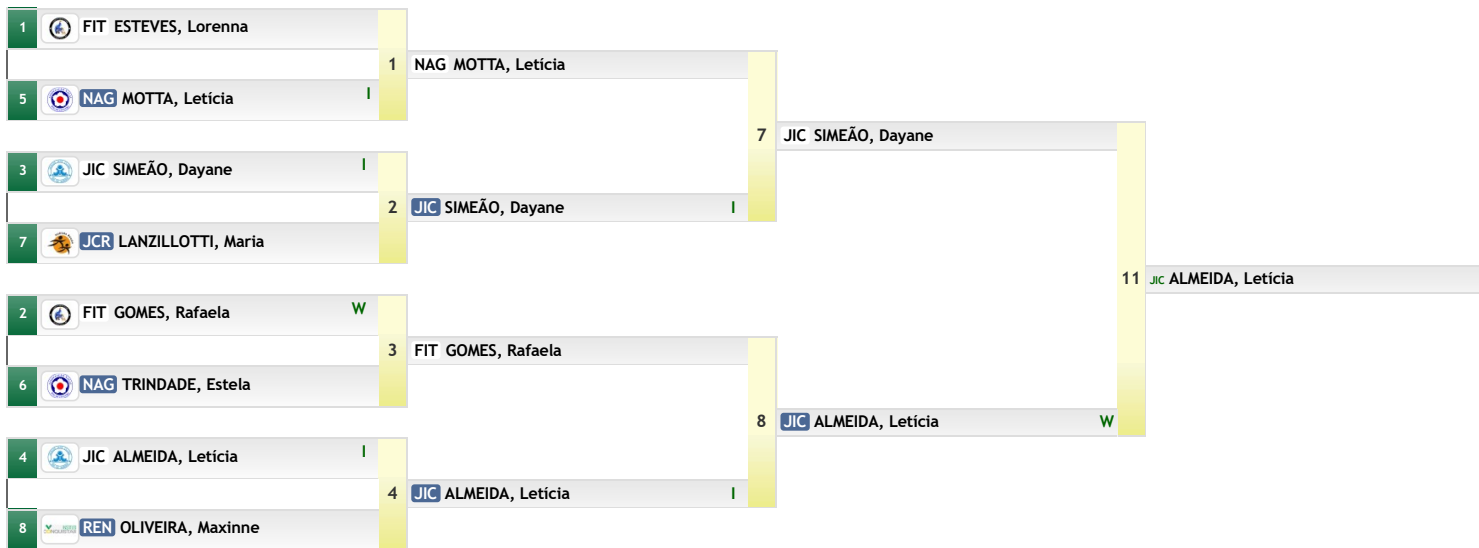 1 FIT ESTEVES, Lorenna
1 NAG MOTTA, Letícia
5 NAG MOTTA, Letícia I
7 JIC SIMEÃO, Dayane
3 JIC SIMEÃO, Dayane I
2 JIC SIMEÃO, Dayane I
7 JCR LANZILLOTTI, Maria
11 JIC ALMEIDA, Letícia
2 FIT GOMES, Rafaela W
3 FIT GOMES, Rafaela
6 NAG TRINDADE, Estela
8 JIC ALMEIDA, Letícia W
4 JIC ALMEIDA, Letícia I
4 JIC ALMEIDA, Letícia I
8 REN OLIVEIRA, Maxinne